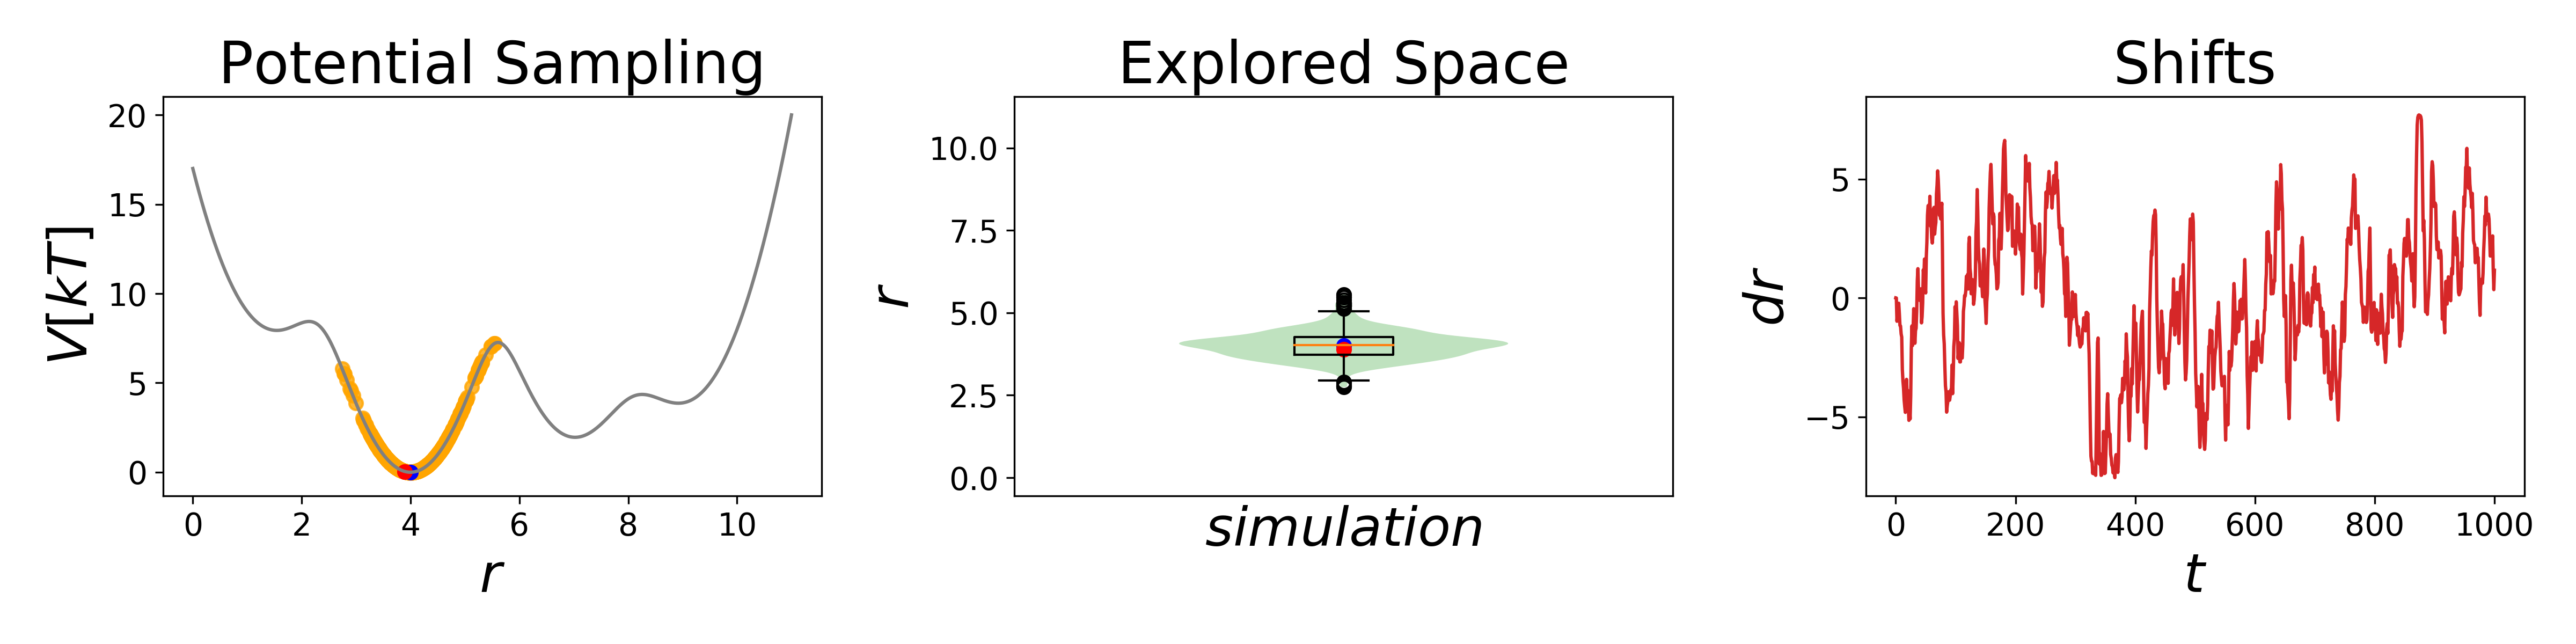 Potential Sampling
V[kT]
20
15
10
5
0
0 2 4 6 8 10
r
Explored Space
r
10.0
7.5
5.0
2.5
0.0
simulation
Shifts
dr
5
0
−5
0 200 400 600 800 1000
t